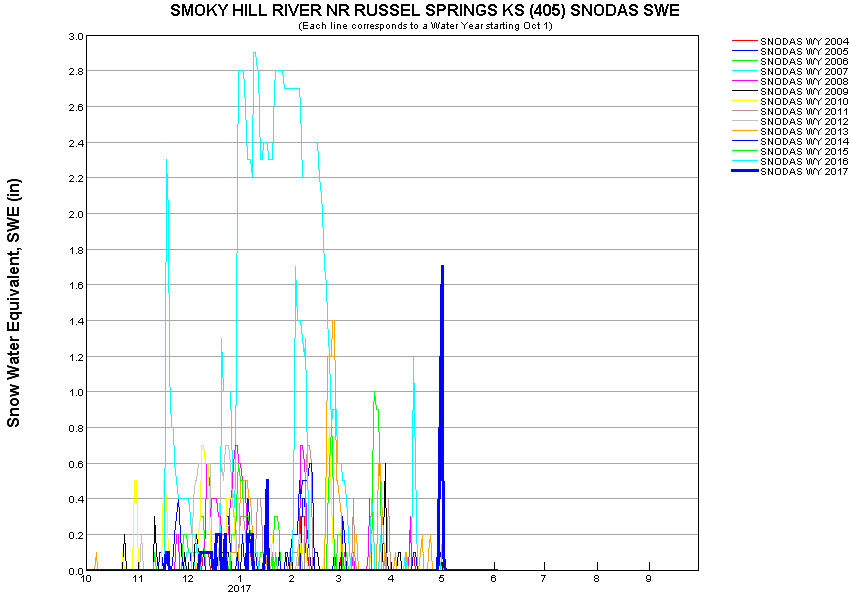 SMOKY HILL RIVER NR RUSSEL SPRINGS KS (405) SNODAS SWE
(Each line corresponds to a Water Year starting Oct 1)
Snow Water Equivalent, SWE (in)
3.0
2.8
2.6
2.4
2.2
2.0
1.8
1.6
1.4
1.2
1.0
0.8
0.6
0.4
0.2
0.0
10 11 12 1 2 3 4 5 6 7 8 9
2017
SNODAS WY 2004
SNODAS WY 2005
SNODAS WY 2006
SNODAS WY 2007
SNODAS WY 2008
SNODAS WY 2009
SNODAS WY 2010
SNODAS WY 2011
SNODAS WY 2012
SNODAS WY 2013
SNODAS WY 2014
SNODAS WY 2015
SNODAS WY 2016
SNODAS WY 2017